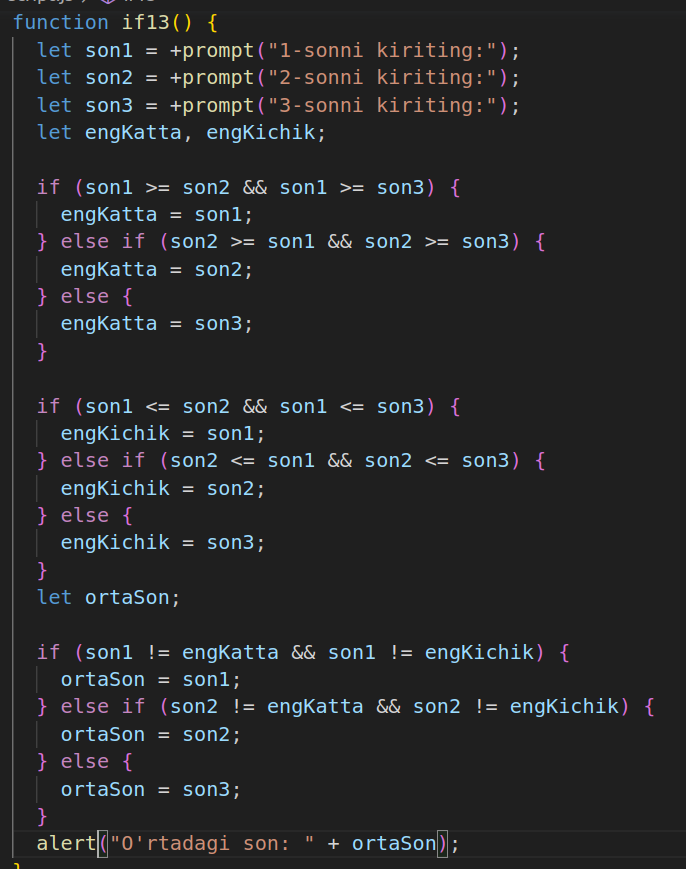 function if13() {
  let son1 = +prompt("1-sonni kiriting:");
  let son2 = +prompt("2-sonni kiriting:");
  let son3 = +prompt("3-sonni kiriting:");
  let engKatta, engKichik;

  if (son1 >= son2 && son1 >= son3) {
    engKatta = son1;
  } else if (son2 >= son1 && son2 >= son3) {
    engKatta = son2;
  } else {
    engKatta = son3;
  }

  if (son1 <= son2 && son1 <= son3) {
    engKichik = son1;
  } else if (son2 <= son1 && son2 <= son3) {
    engKichik = son2;
  } else {
    engKichik = son3;
  }
  let ortaSon;

  if (son1 != engKatta && son1 != engKichik) {
    ortaSon = son1;
  } else if (son2 != engKatta && son2 != engKichik) {
    ortaSon = son2;
  } else {
    ortaSon = son3;
  }
  alert("O'rtadagi son: " + ortaSon);
}